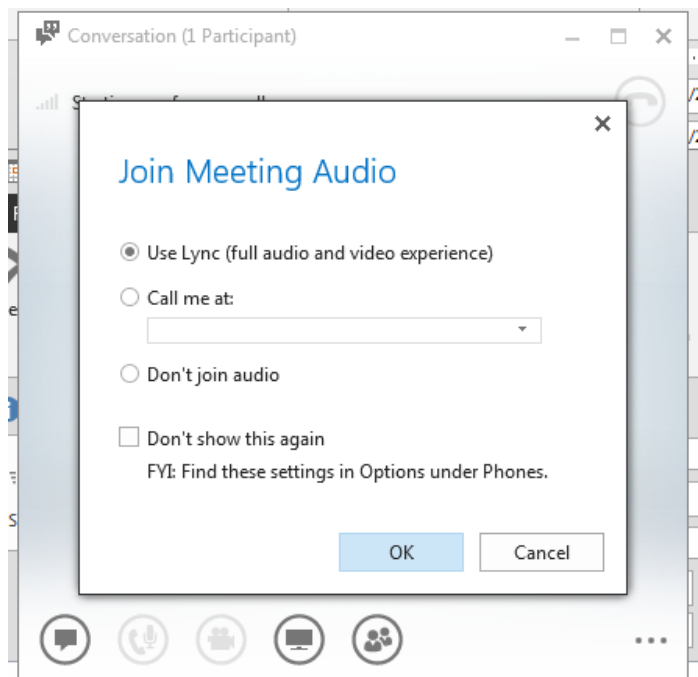 Conversation (1 Participant)
Join Meeting Audio
Use Lync (full audio and video experience)
Call me at:
Don't join audio
Don't show this again
FYI: Find these settings in Options under Phones.
OK
Cancel